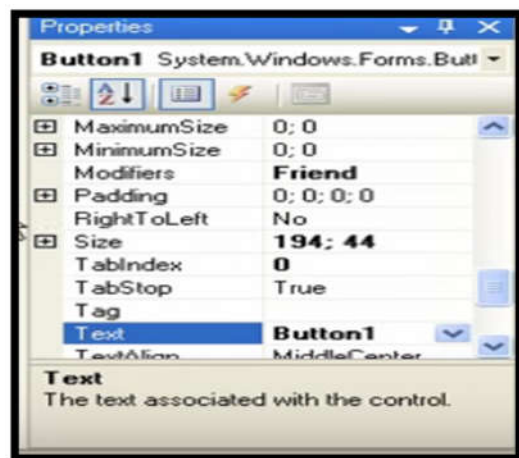 Properties
Button1 System.Windows.Forms.Butt
MaximumSize 0; 0
MinimumSize 0; 0
Modifiers Friend
Padding 0; 0; 0; 0
RightToLeft No
Size 194; 44
TabIndex 0
TabStop True
Tag
Text Button1
TextAlign MiddleCenter
Text
The text associated with the control.